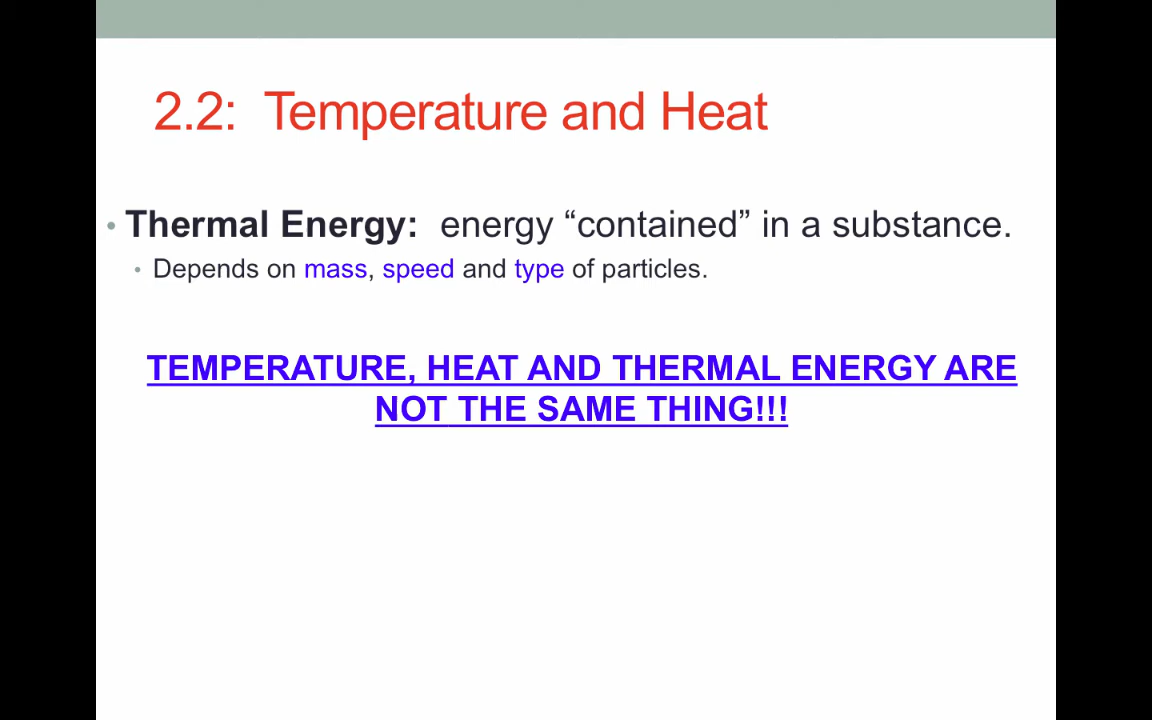 2.2: Temperature and Heat
• Thermal Energy: energy “contained” in a substance.
• Depends on mass, speed and type of particles.
TEMPERATURE, HEAT AND THERMAL ENERGY ARE
NOT THE SAME THING!!!